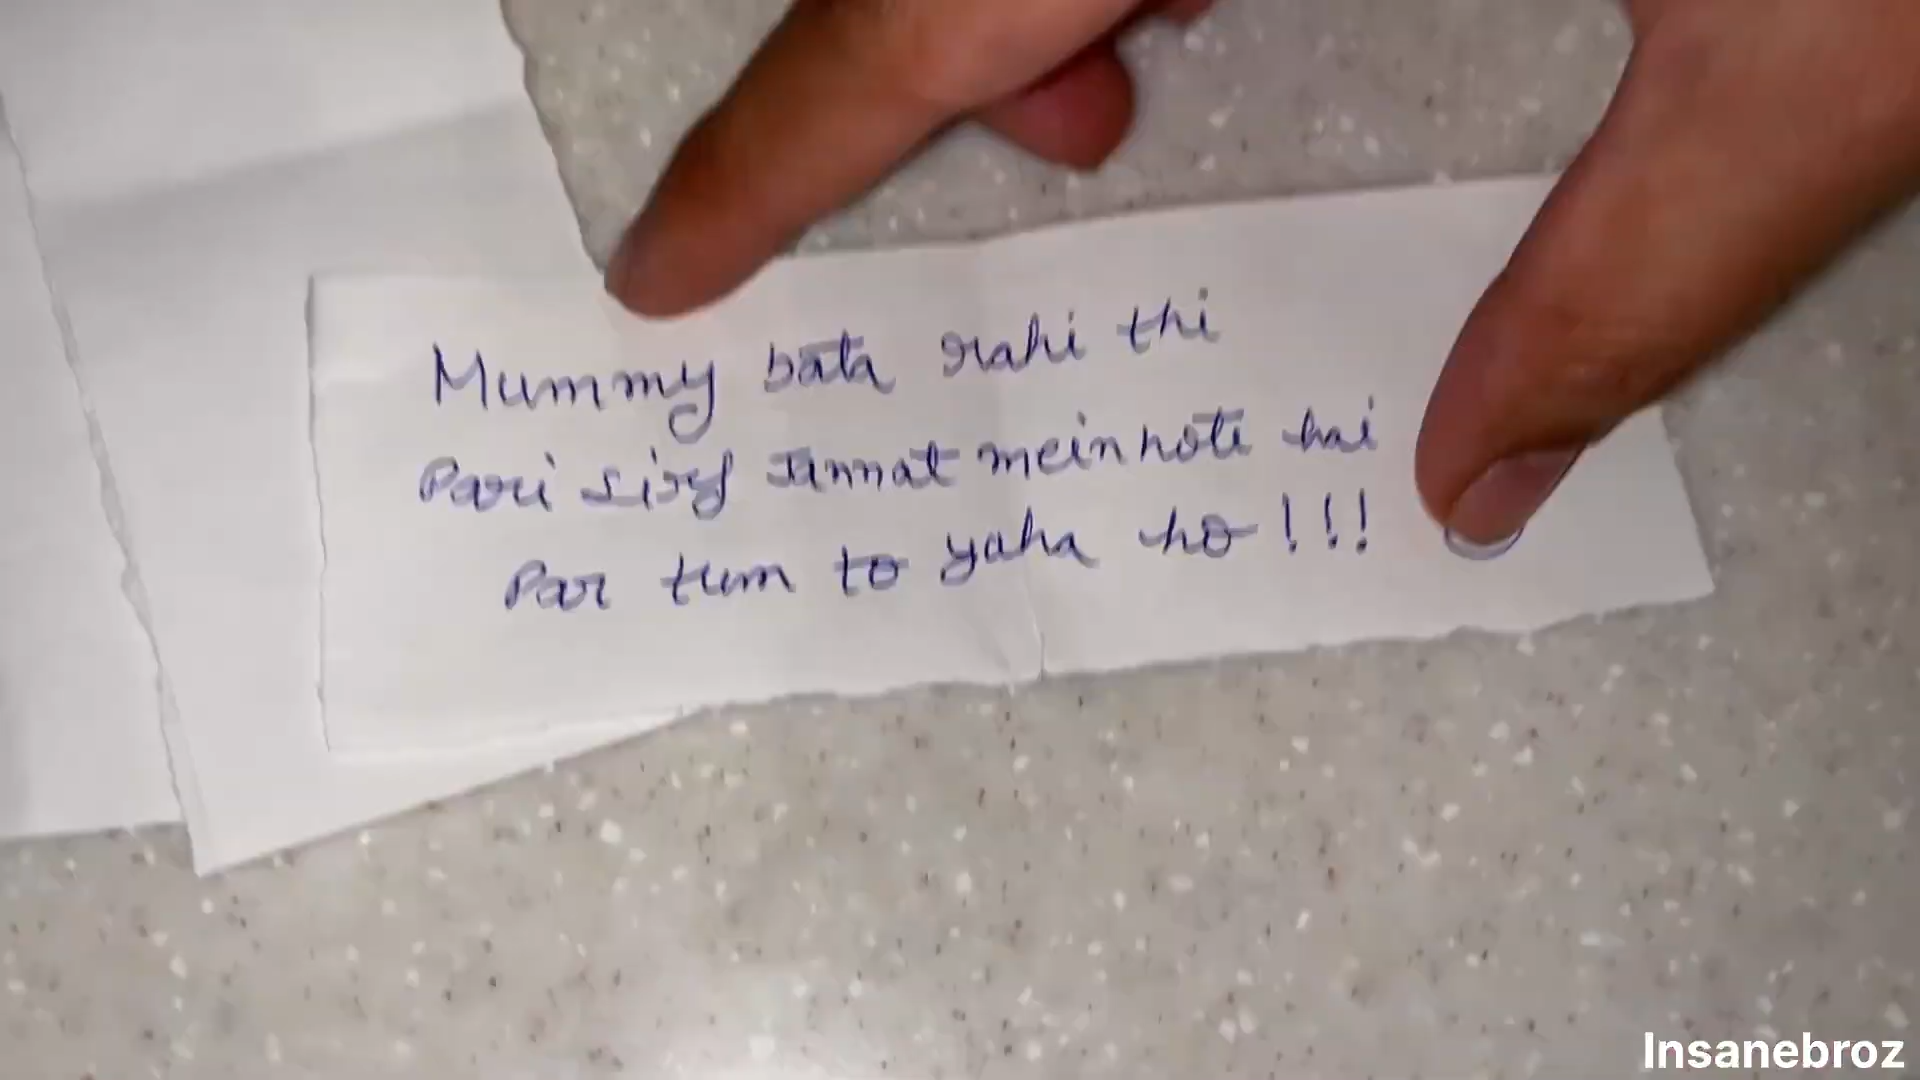 Mummy bata rahi thi
Pari sirf Jannat mein hoti hai
Par tum to yaha ho !!!
Insanebroz